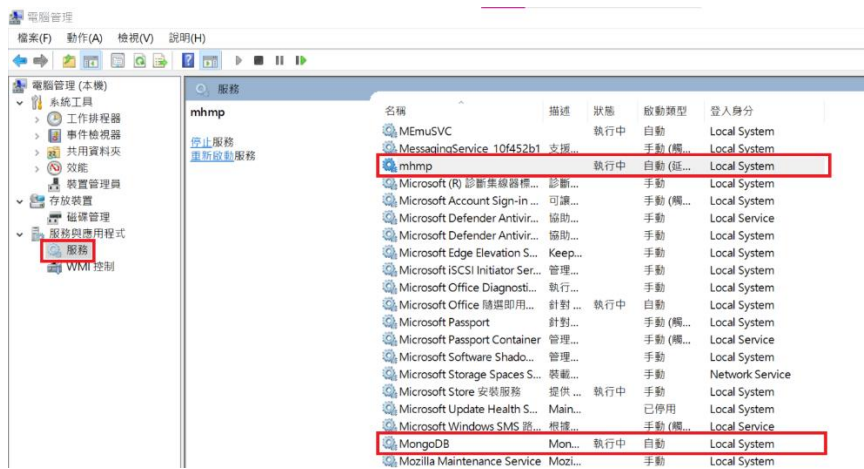 電腦管理
檔案(F) 動作(A) 檢視(V) 說明(H)
電腦管理 (本機)
系統工具
工作排程器
事件檢視器
共用資料夾
效能
裝置管理員
存放裝置
磁碟管理
服務與應用程式
服務
WMI 控制
服務
mhmp
停止服務
重新啟動服務
名稱 描述 狀態 啟動類型 登入身分
MEmuSVC 執行中 自動 Local System
MessagingService_10f452b1 支援... 手動 (觸... Local System
mhmp 執行中 自動 (延... Local System
Microsoft (R) 診斷集線器標... 診斷... 手動 Local System
Microsoft Account Sign-in ... 可讓... 手動 (觸... Local System
Microsoft Defender Antivir... 協助... 手動 Local Service
Microsoft Defender Antivir... 協助... 手動 Local System
Microsoft Edge Elevation S... Keep... 手動 Local System
Microsoft iSCSI Initiator Ser... 管理... 手動 Local System
Microsoft Office Diagnosti... 執行... 手動 Local System
Microsoft Office 隨選即用... 針對 ... 執行中 自動 Local System
Microsoft Passport 針對... 手動 (觸... Local System
Microsoft Passport Container 管理... 手動 (觸... Local Service
Microsoft Software Shado... 管理... 手動 Local System
Microsoft Storage Spaces S... 裝載... 手動 Network Service
Microsoft Store 安裝服務 提供 ... 執行中 手動 Local System
Microsoft Update Health S... Main... 已停用 Local System
Microsoft Windows SMS 路... 根據... 手動 (觸... Local Service
MongoDB Mon... 執行中 自動 Local System
Mozilla Maintenance Service Mozi... 手動 Local System